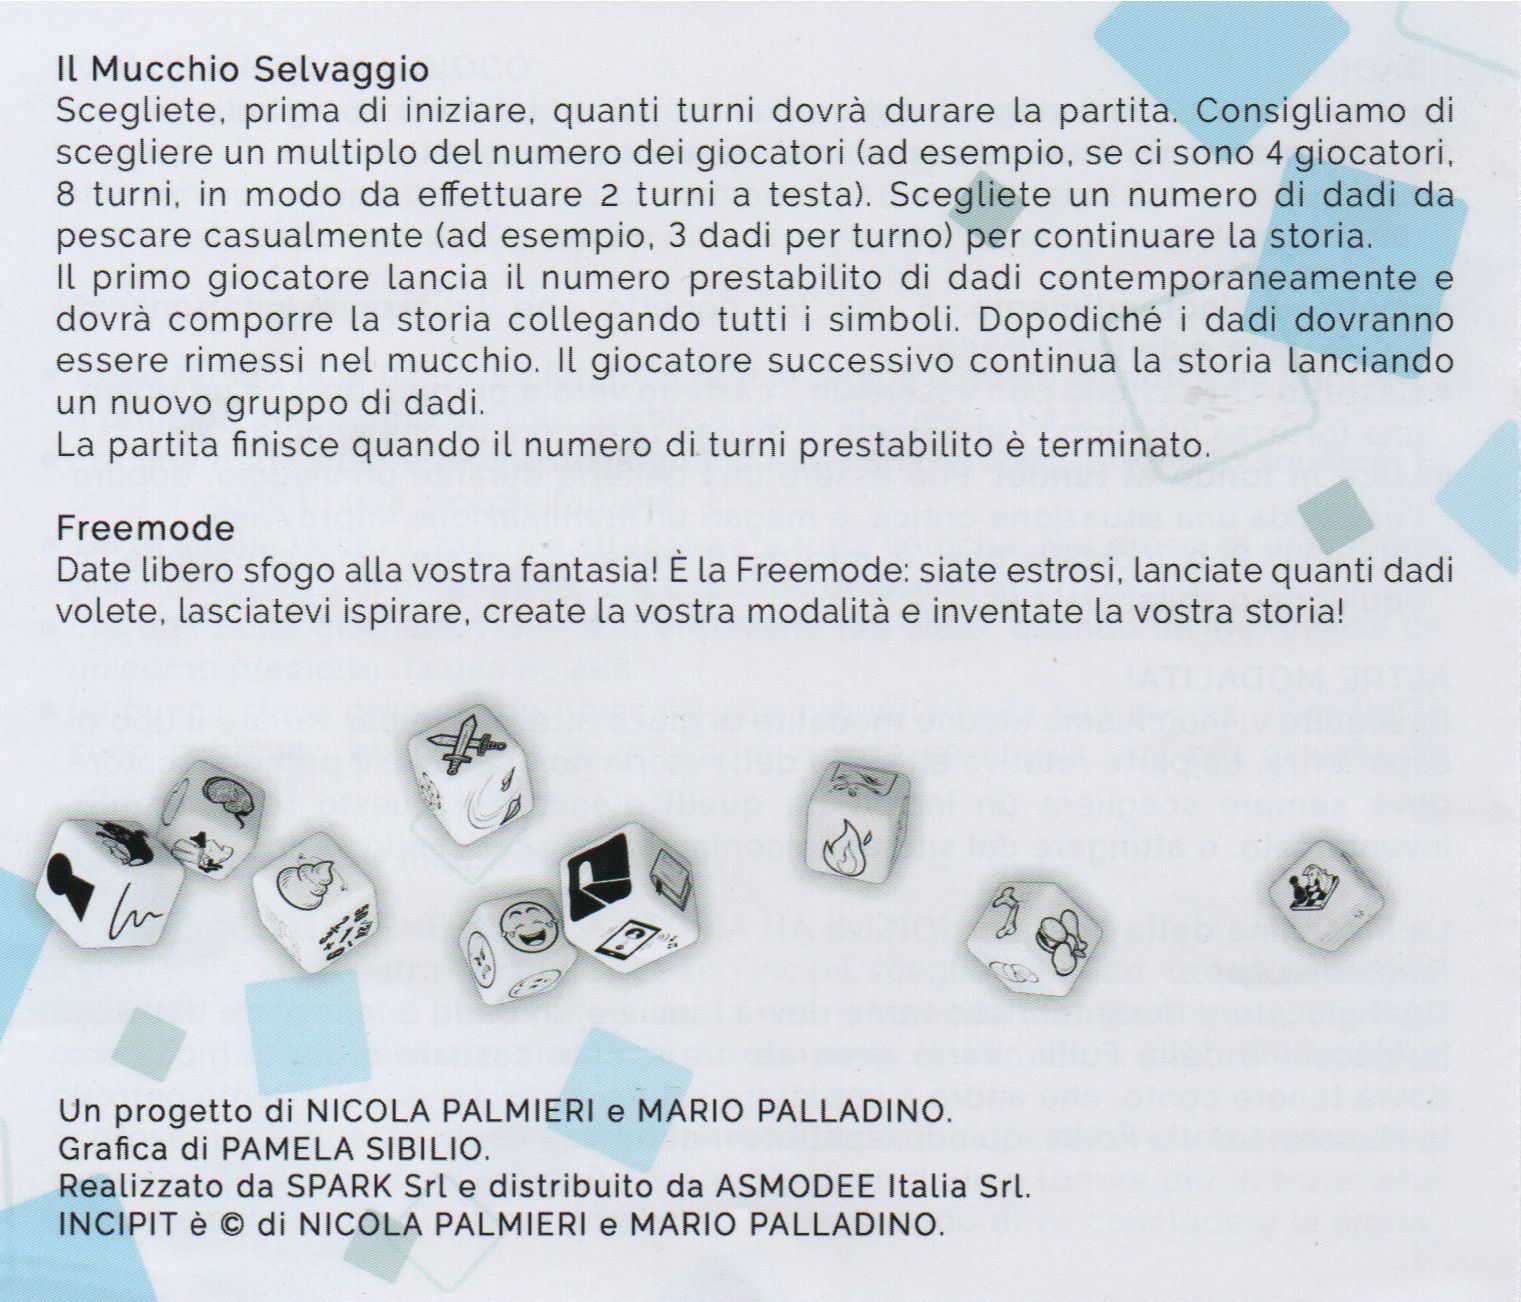 Il Mucchio Selvaggio
Scegliete, prima di iniziare, quanti turni dovrà durare la partita. Consigliamo di
scegliere un multiplo del numero dei giocatori (ad esempio, se ci sono 4 giocatori,
8 turni, in modo da effettuare 2 turni a testa). Scegliete un numero di dadi da
pescare casualmente (ad esempio, 3 dadi per turno) per continuare la storia.
Il primo giocatore lancia il numero prestabilito di dadi contemporaneamente e
dovrà comporre la storia collegando tutti i simboli. Dopodiché i dadi dovranno
essere rimessi nel mucchio. Il giocatore successivo continua la storia lanciando
un nuovo gruppo di dadi.
La partita finisce quando il numero di turni prestabilito è terminato.
Freemode
Date libero sfogo alla vostra fantasia! È la Freemode: siate estrosi, lanciate quanti dadi
volete, lasciatevi ispirare, create la vostra modalità e inventate la vostra storia!
Un progetto di NICOLA PALMIERI e MARIO PALLADINO.
Grafica di PAMELA SIBILIO.
Realizzato da SPARK Srl e distribuito da ASMODEE Italia Srl.
INCIPIT è © di NICOLA PALMIERI e MARIO PALLADINO.